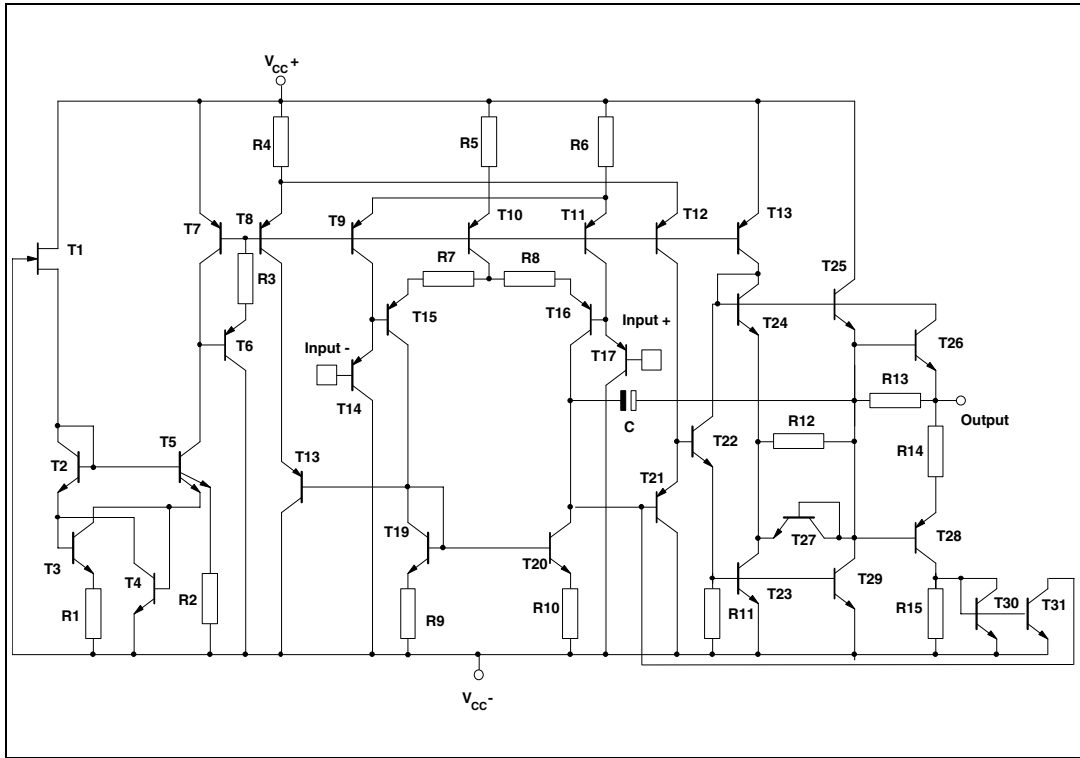 VCC+
R4
R5
R6
T7
T8
T9
T10
T11
T12
T13
T1
R3
R7
R8
T25
T6
T15
T16
Input +
T24
T26
Input -
T17
R13
T14
C
Output
R12
T2
T5
T13
T22
R14
T21
T19
T27
T28
T3
T4
T20
T23
T29
R1
R2
R9
R10
R11
R15
T30
T31
VCC-